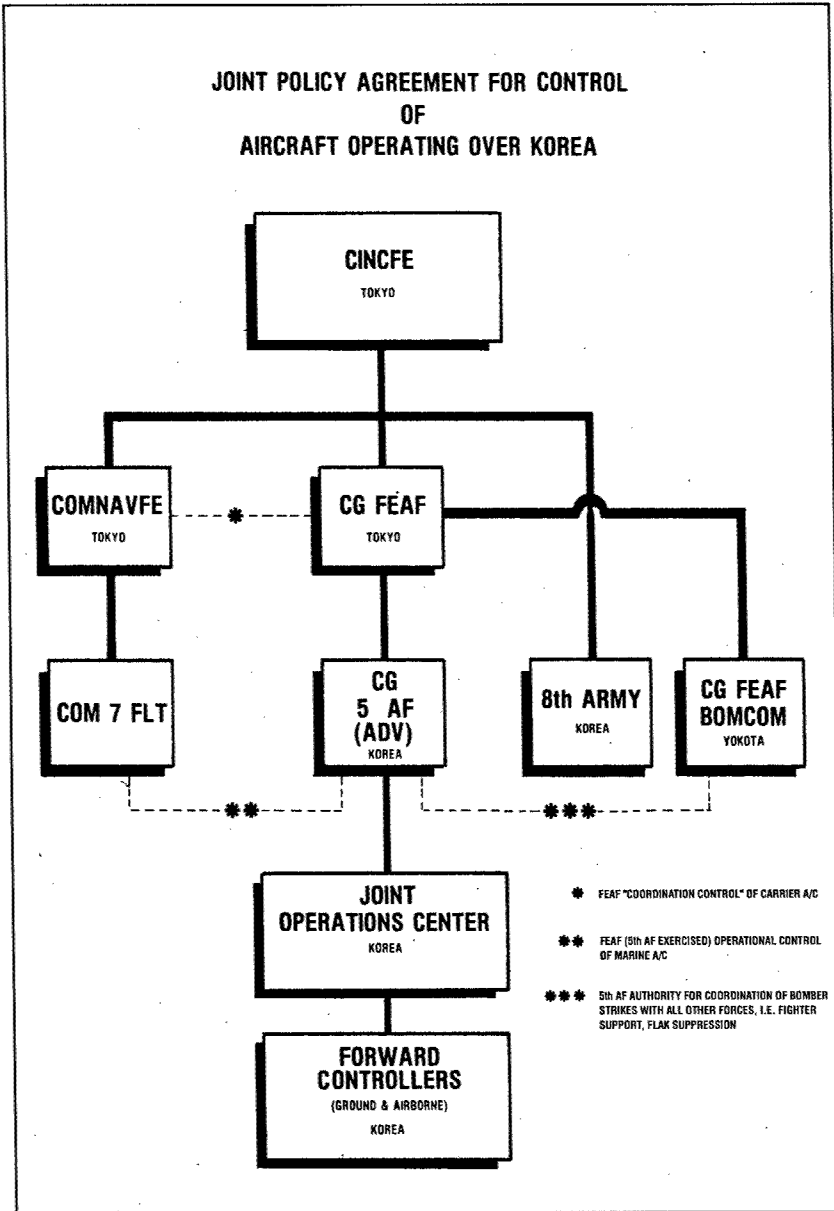 JOINT POLICY AGREEMENT FOR CONTROL
OF
AIRCRAFT OPERATING OVER KOREA
CINCFE
TOKYO
COMNAVFE
TOKYO
*
CG FEAF
TOKYO
COM 7 FLT
CG
5 AF
(ADV)
KOREA
8th ARMY
KOREA
CG FEAF
BOMCOM
YOKOTA
**
***
JOINT
OPERATIONS CENTER
KOREA
* FEAF "COORDINATION CONTROL" OF CARRIER A/C
** FEAF (5th AF EXERCISED) OPERATIONAL CONTROL
OF MARINE A/C
*** 5th AF AUTHORITY FOR COORDINATION OF BOMBER
STRIKES WITH ALL OTHER FORCES, I.E. FIGHTER
SUPPORT, FLAK SUPPRESSION
FORWARD
CONTROLLERS
(GROUND & AIRBORNE)
KOREA